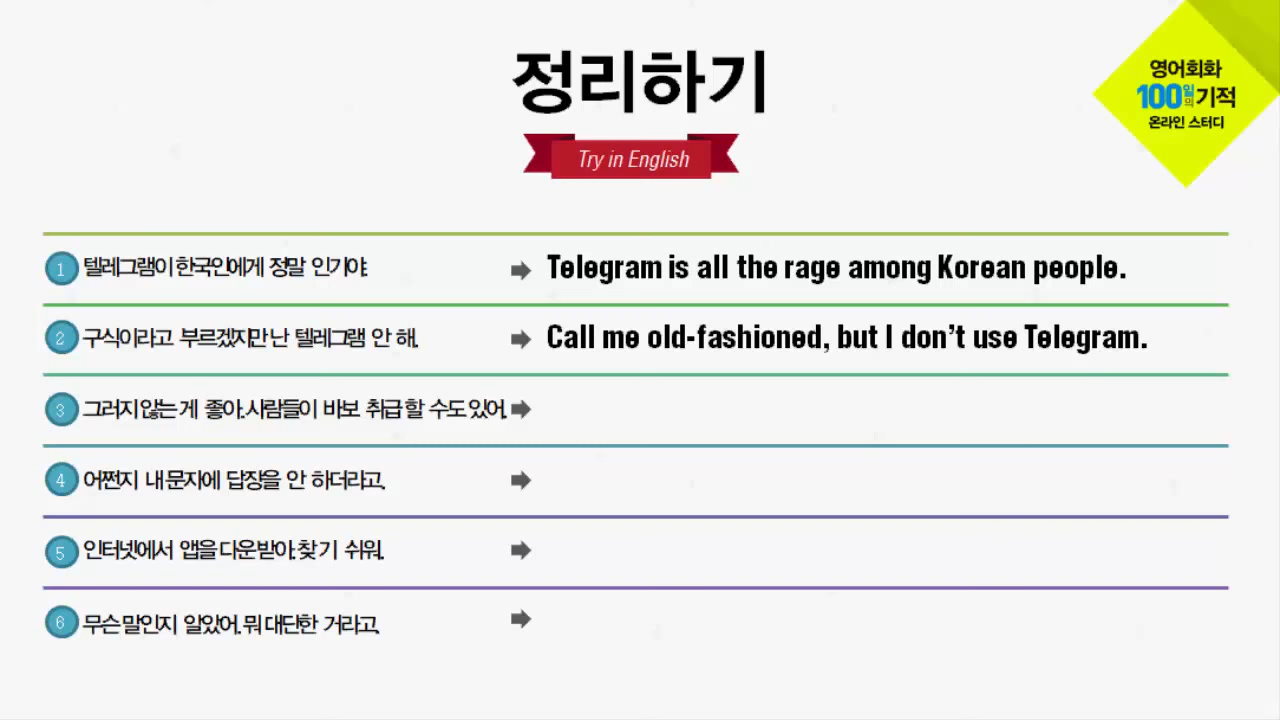 정리하기
Try in English
영어회화
100일의 기적
온라인 스터디
1 텔레그램이 한국인에게 정말 인기야. Telegram is all the rage among Korean people.
2 구식이라고 부르겠지만 난 텔레그램 안 해. Call me old-fashioned, but I don't use Telegram.
3 그러지 않는 게 좋아. 사람들이 바보 취급 할 수도 있어.
4 어쩐지 내 문자에 답장을 안 하더라고.
5 인터넷에서 앱을 다운 받아. 찾기 쉬워.
6 무슨 말인지 알았어. 뭐 대단한 거라고.